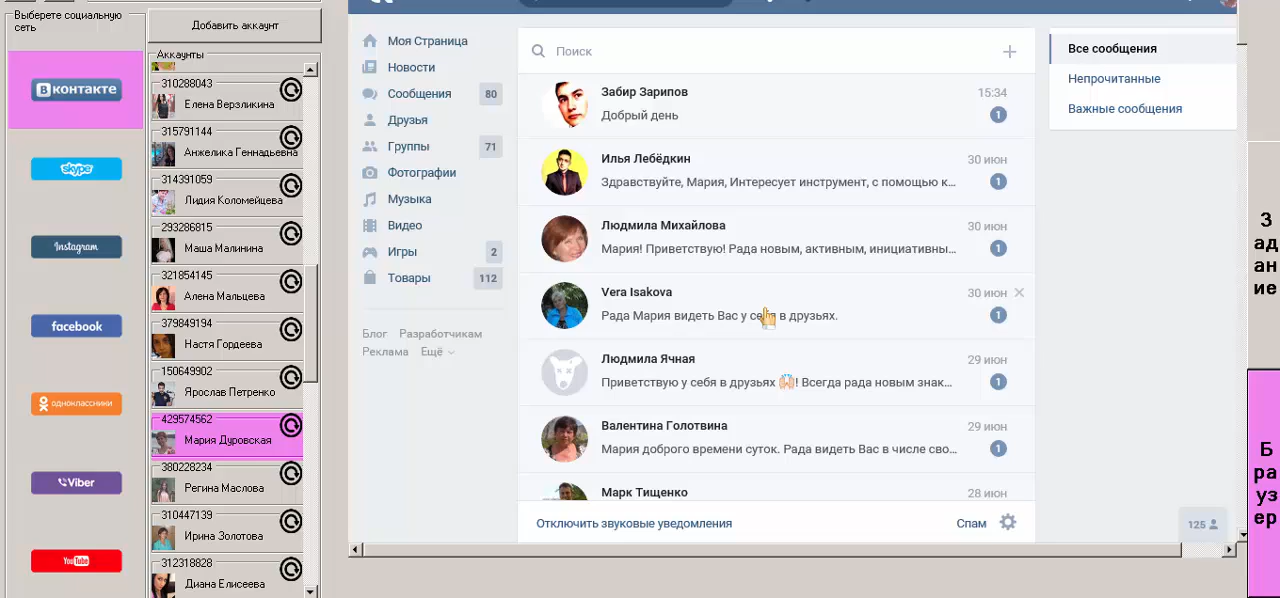 Выберете социальную
сеть
Добавить аккаунт
Аккаунты
вконтакте
skype
Instagram
facebook
одноклассники
Viber
YouTube
310288043
Елена Верзликина
315791144
Анжелика Геннадьевна
314391059
Лидия Коломейцева
293286815
Маша Малинина
321854145
Алена Мальцева
379849194
Настя Гордеева
150649902
Ярослав Петренко
429574562
Мария Дуровская
380228234
Регина Маслова
310447139
Ирина Золотова
312318828
Диана Елисеева
Моя Страница
Новости
Сообщения 80
Друзья
Группы 71
Фотографии
Музыка
Видео
Игры 2
Товары 112
Блог Разработчикам
Реклама Ещё
Поиск
Забир Зарипов 15:34
Добрый день 1
Илья Лебёдкин 30 июн
Здравствуйте, Мария, Интересует инструмент, с помощью к... 1
Людмила Михайлова 30 июн
Мария! Приветствую! Рада новым, активным, инициативны... 1
Vera Isakova 30 июн
Рада Мария видеть Вас у себя в друзьях. 1
Людмила Ячная 29 июн
Приветствую у себя в друзьях 🙌! Всегда рада новым знак... 1
Валентина Голотвина 29 июн
Мария доброго времени суток. Рада видеть Вас в числе сво... 1
Марк Тищенко 28 июн
Отключить звуковые уведомления Спам
Все сообщения
Непрочитанные
Важные сообщения
125
З
ад
ан
ие
Б
ра
уз
ер